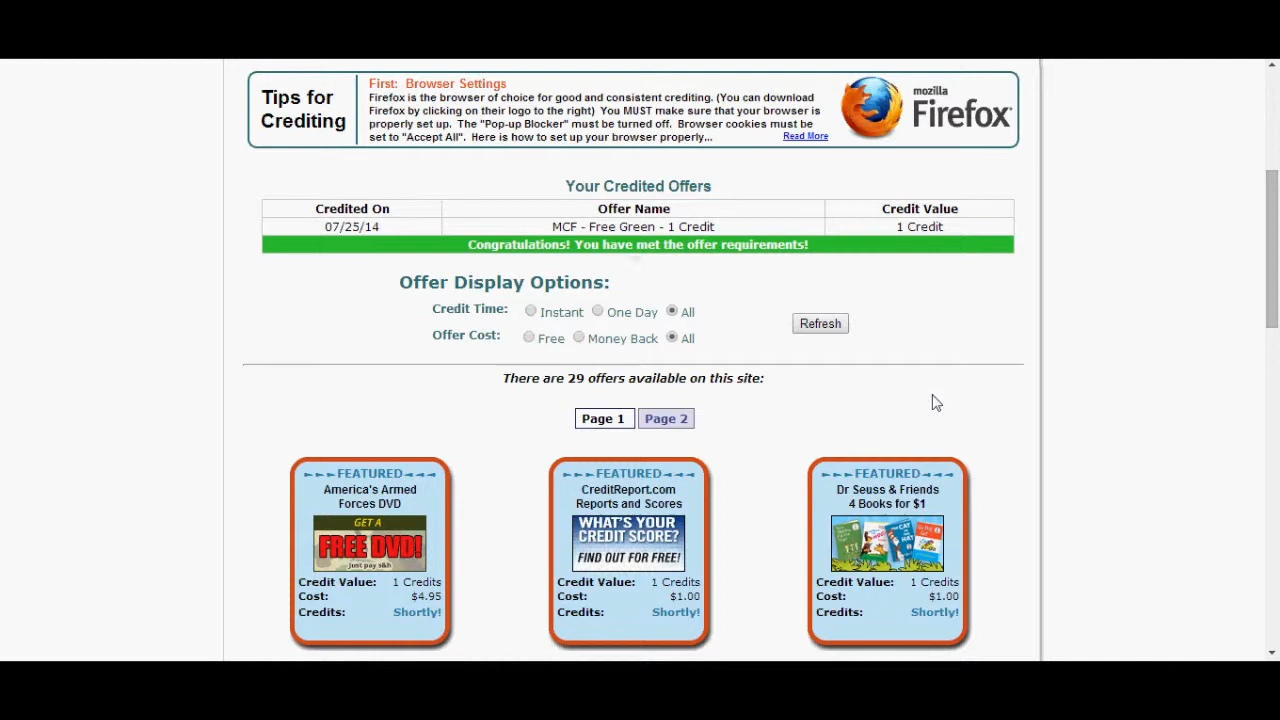 Tips for
Crediting
First: Browser Settings
Firefox is the browser of choice for good and consistent crediting. (You can download
Firefox by clicking on their logo to the right) You MUST make sure that your browser is
properly set up. The "Pop-up Blocker" must be turned off. Browser cookies must be
set to "Accept All". Here is how to set up your browser properly... Read More
mozilla
Firefox
Your Credited Offers
Credited On Offer Name Credit Value
07/25/14 MCF - Free Green - 1 Credit 1 Credit
Congratulations! You have met the offer requirements!
Offer Display Options:
Credit Time: Instant One Day All
Refresh
Offer Cost: Free Money Back All
There are 29 offers available on this site:
Page 1 Page 2
►►►FEATURED◄◄◄
America's Armed
Forces DVD
GET A
FREE DVD!
just pay s&h
Credit Value: 1 Credits
Cost: $4.95
Credits: Shortly!
►►►FEATURED◄◄◄
CreditReport.com
Reports and Scores
WHAT'S YOUR
CREDIT SCORE?
FIND OUT FOR FREE!
Credit Value: 1 Credits
Cost: $1.00
Credits: Shortly!
►►►FEATURED◄◄◄
Dr Seuss & Friends
4 Books for $1
Credit Value: 1 Credits
Cost: $1.00
Credits: Shortly!